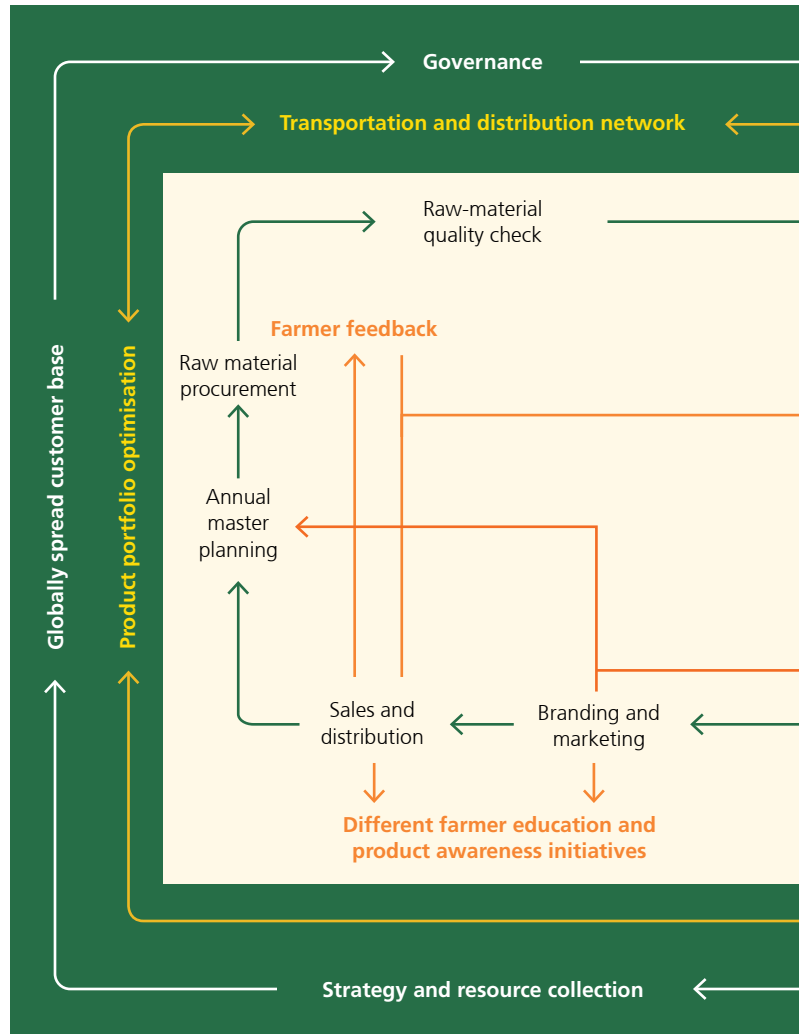 Governance
Transportation and distribution network
Raw-material
quality check
Farmer feedback
Raw material
procurement
Globally spread customer base
Product portfolio optimisation
Annual
master
planning
Sales and
distribution
Branding and
marketing
Different farmer education and
product awareness initiatives
Strategy and resource collection